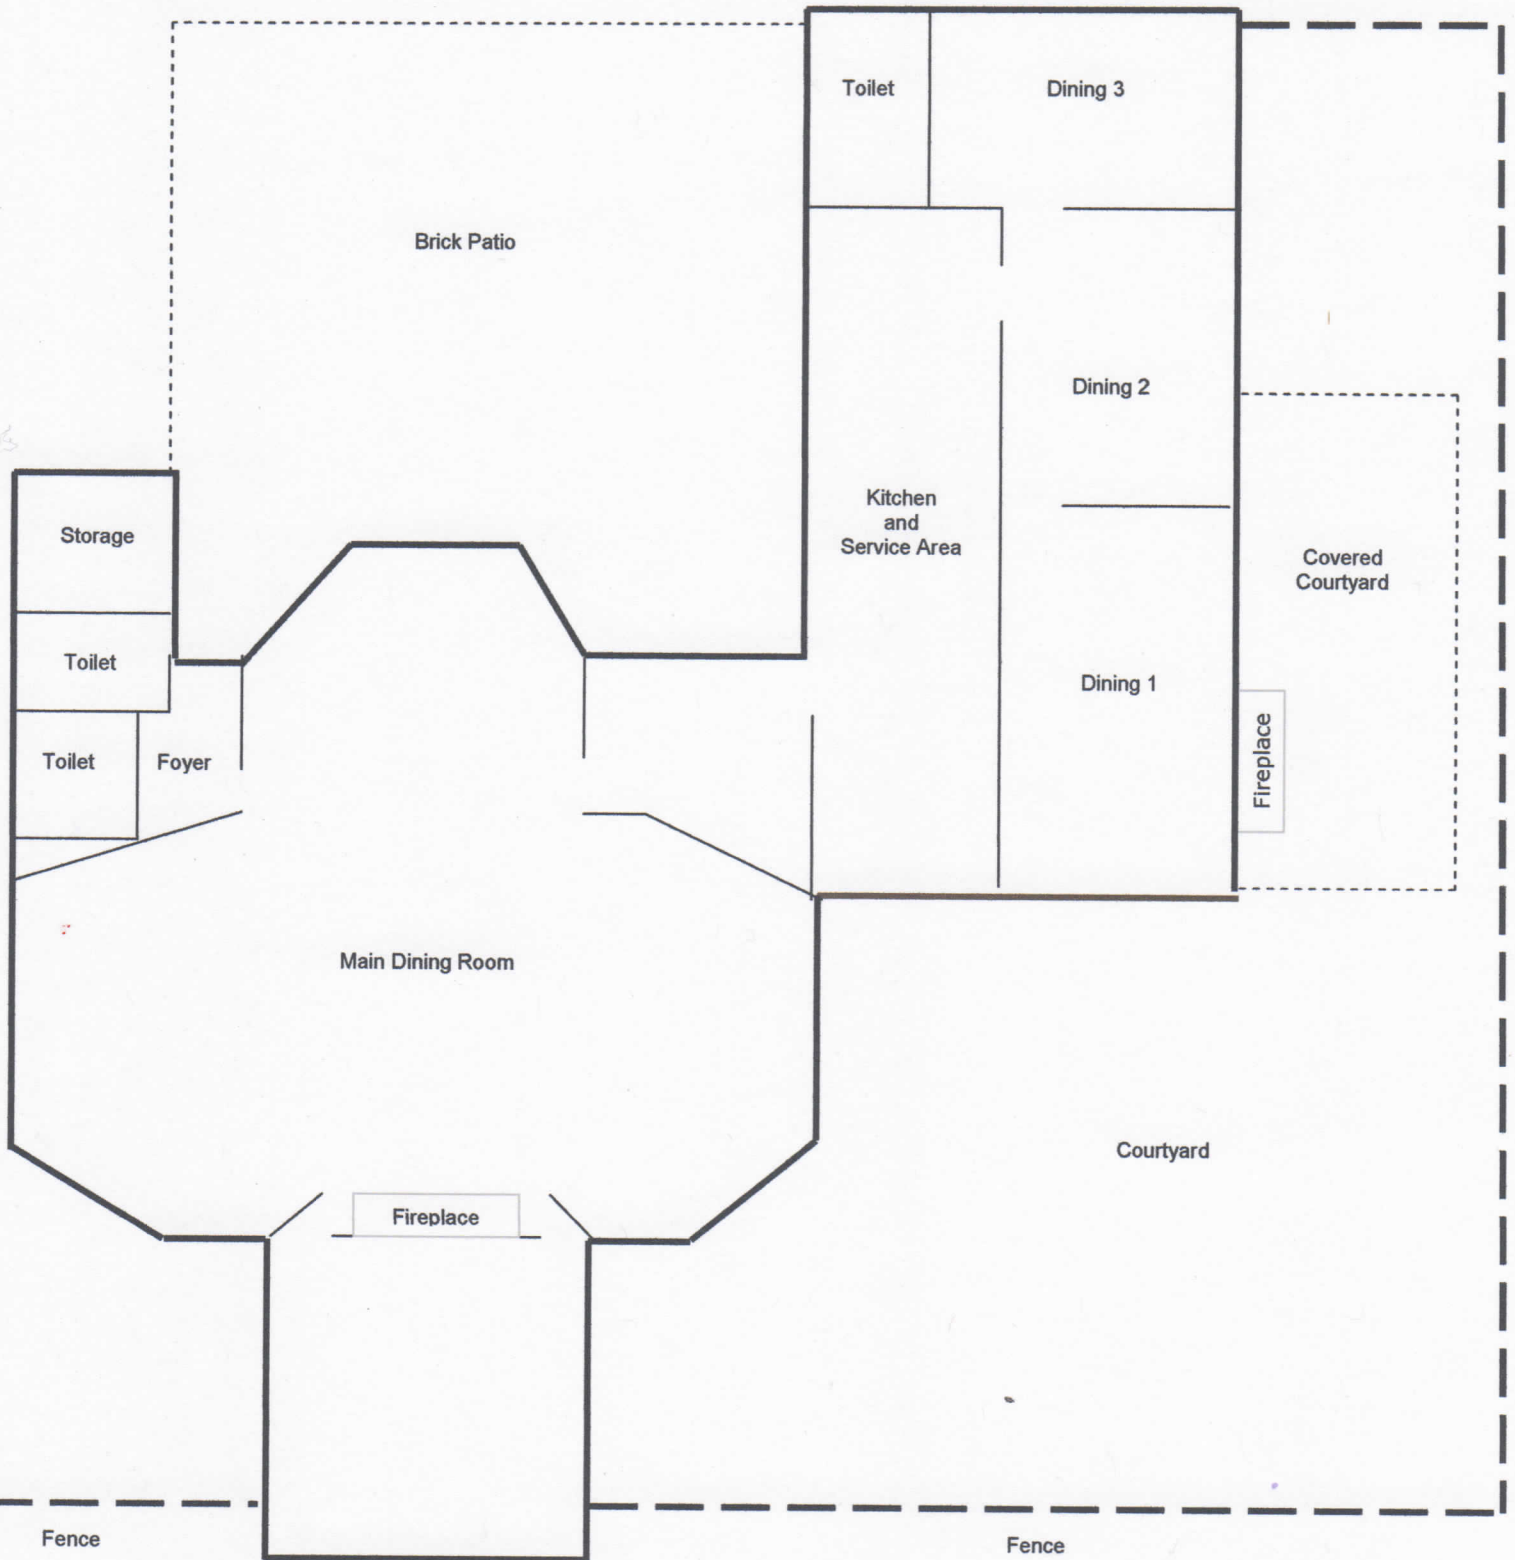 Toilet
Dining 3
Brick Patio
Dining 2
Kitchen
and
Service Area
Storage
Covered
Courtyard
Toilet
Dining 1
Toilet
Foyer
Fireplace
Main Dining Room
Courtyard
Fireplace
Fence
Fence